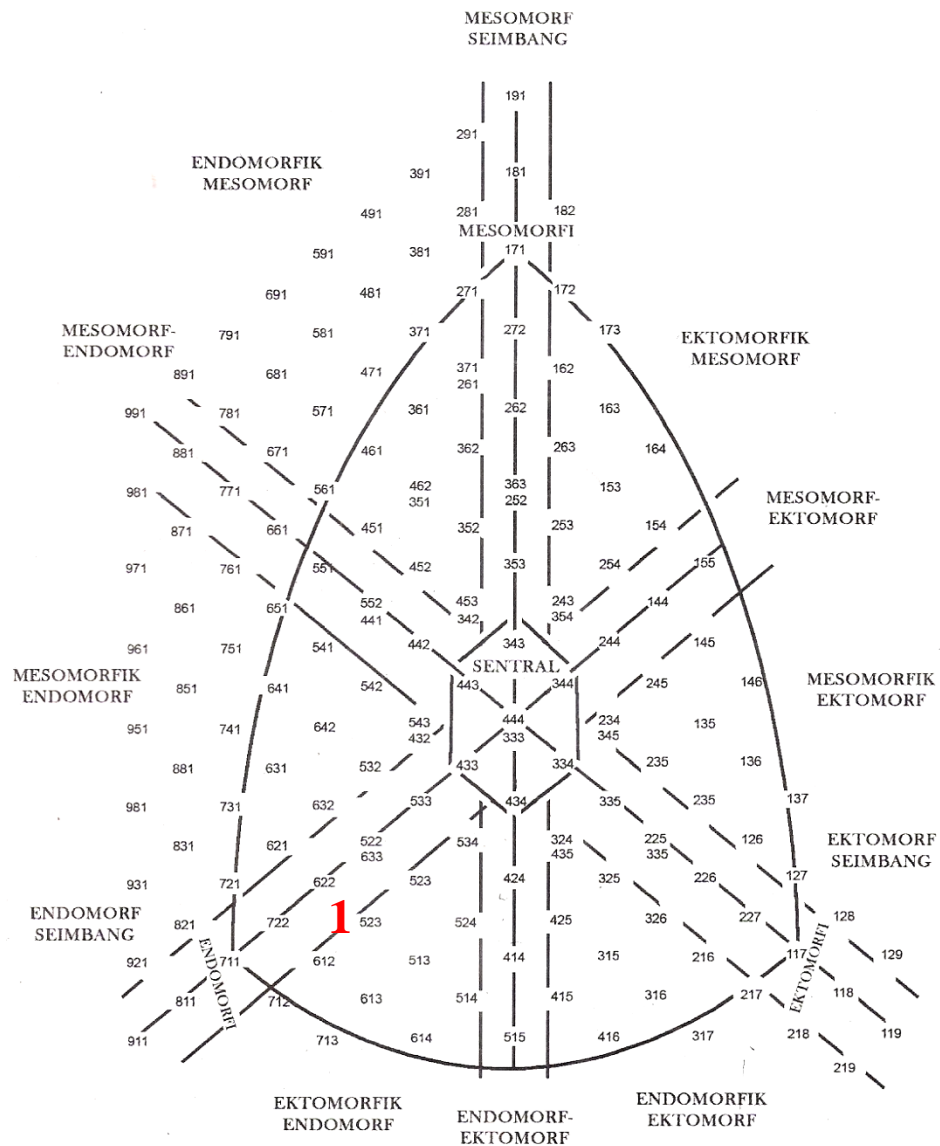 MESOMORF
SEIMBANG
191
291
ENDOMORFIK
MESOMORF
391 181
491 281 182
MESOMORFI
591 381 171
691 481 271 172
MESOMORF-
ENDOMORF
791 581 371 272 173
EKTOMORFIK
MESOMORF
891 681 471 371 162
261
991 781 571 361 262 163
881 671 461 362 263 164
981 771 561 462 363 153
351 252
MESOMORF-
EKTOMORF
871 661 451 352 253 154
971 761 551 452 353 254 155
861 651 552 453 243 144
441 342 354
961 751 541 442 343 244 145
SENTRAL
MESOMORFIK
ENDOMORF
851 641 542 443 344 245 146
MESOMORFIK
EKTOMORF
951 741 642 543 444 234 135
432 333 345
881 631 532 433 334 235 136
981 731 632 533 434 335 235 137
831 621 522 534 324 225 126
633 435 335
EKTOMORF
SEIMBANG
931 721 622 523 424 325 226 127
ENDOMORF
SEIMBANG
821 722 1 523 524 425 326 227 128
921 711 612 513 414 315 216 117 129
ENDOMORFI
EKTOMORFI
811 712 613 514 415 316 217 118
911 713 614 515 416 317 218 119
219
EKTOMORFIK
ENDOMORF
ENDOMORF-
EKTOMORF
ENDOMORFIK
EKTOMORF